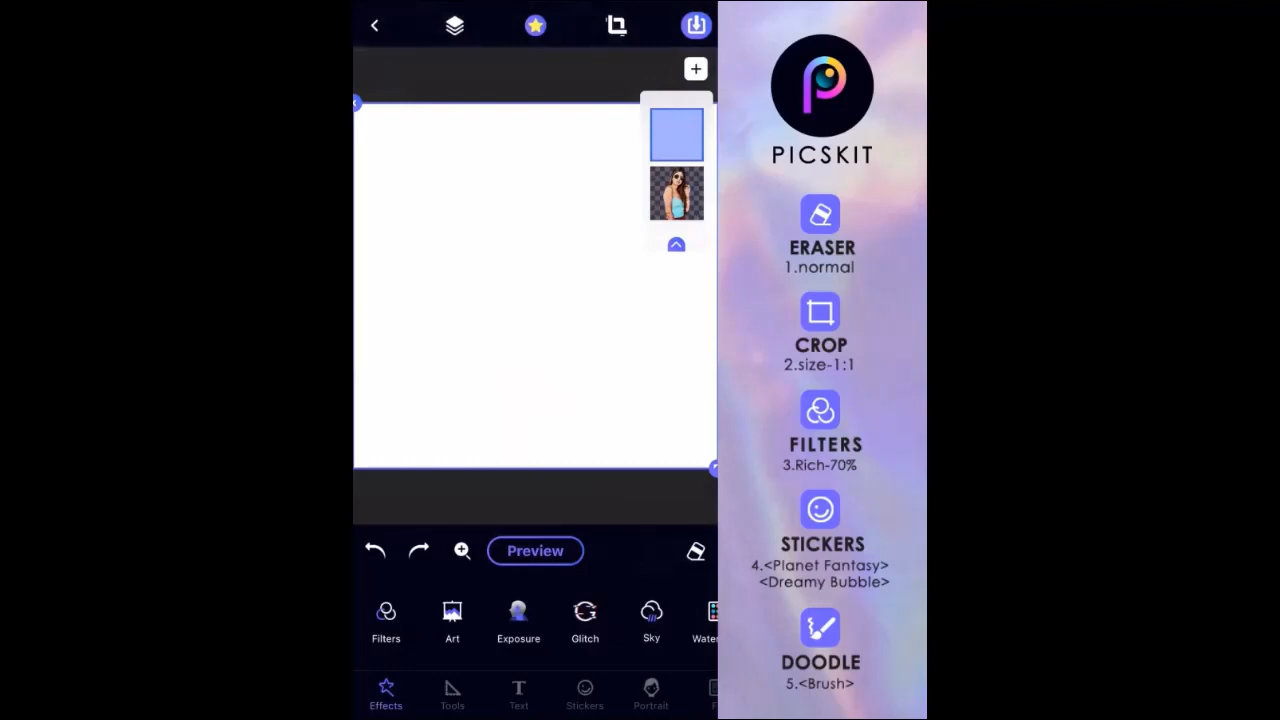 Preview
Filters
Art
Exposure
Glitch
Sky
Water
Effects
Tools
Text
Stickers
Portrait
F
PICSKIT
ERASER
1.normal
CROP
2.size-1:1
FILTERS
3.Rich-70%
STICKERS
4.<Planet Fantasy>
<Dreamy Bubble>
DOODLE
5.<Brush>